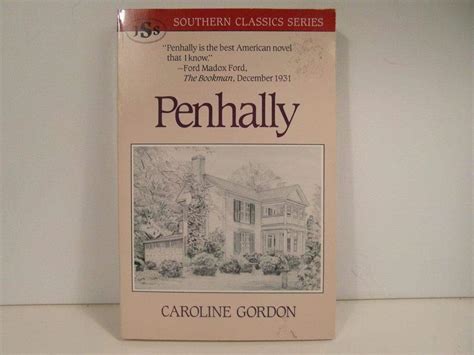 JSS
SOUTHERN CLASSICS SERIES
“Penhally is the best American novel
that I know.”
—Ford Madox Ford,
The Bookman, December 1931
Penhally
CAROLINE GORDON